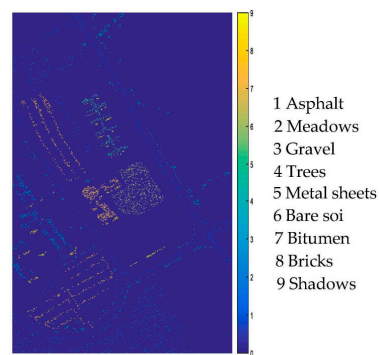 9
8
7
6
5
4
3
2
1
0
1 Asphalt
2 Meadows
3 Gravel
4 Trees
5 Metal sheets
6 Bare soi
7 Bitumen
8 Bricks
9 Shadows